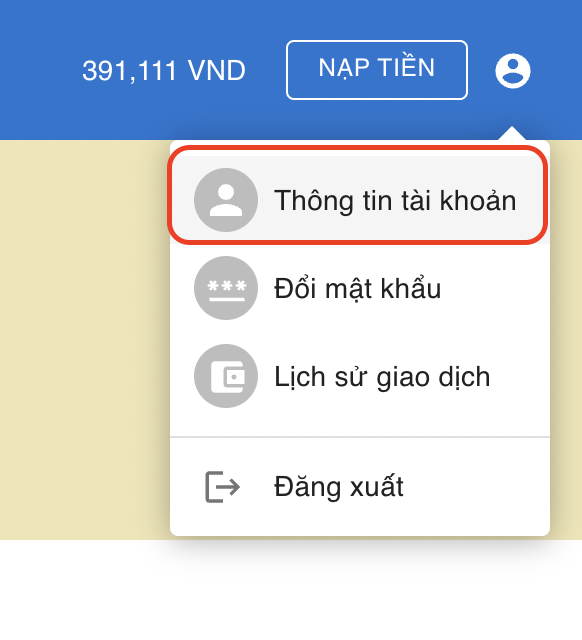 391,111 VND NẠP TIỀN
Thông tin tài khoản
***
Đổi mật khẩu
Lịch sử giao dịch
Đăng xuất